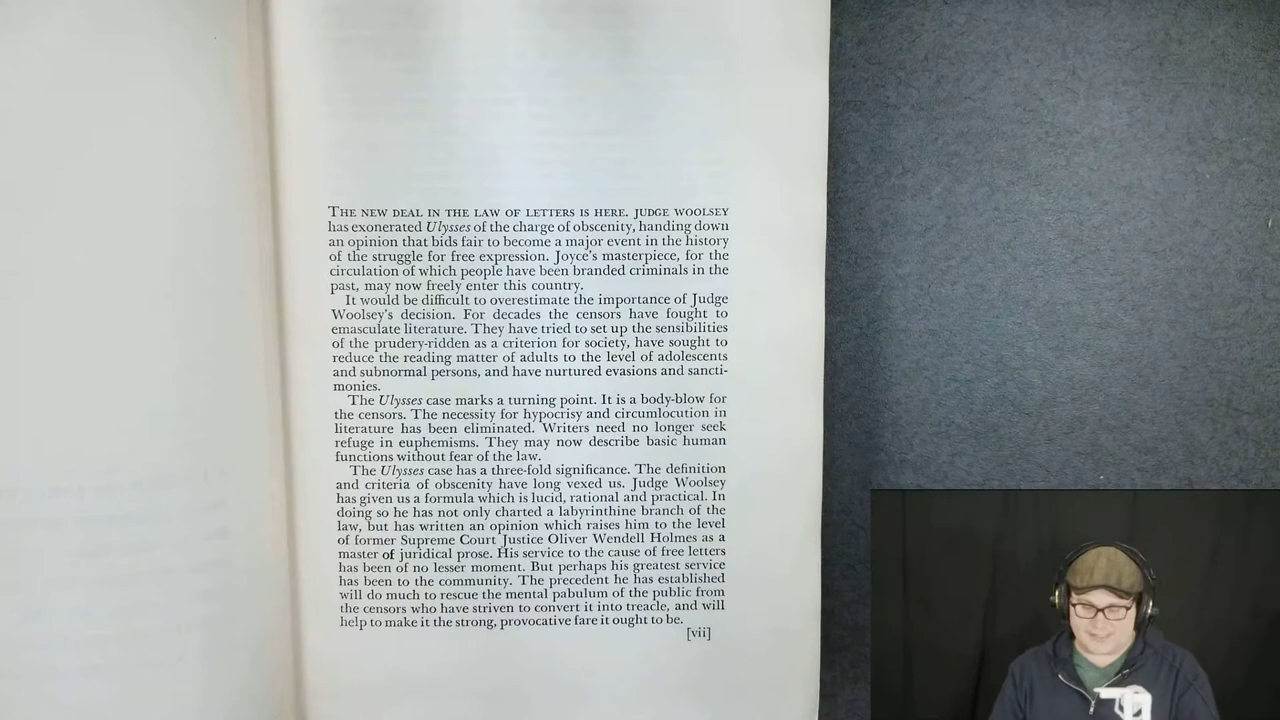 THE NEW DEAL IN THE LAW OF LETTERS IS HERE. JUDGE WOOLSEY
has exonerated Ulysses of the charge of obscenity, handing down
an opinion that bids fair to become a major event in the history
of the struggle for free expression. Joyce's masterpiece, for the
circulation of which people have been branded criminals in the
past, may now freely enter this country.
It would be difficult to overestimate the importance of Judge
Woolsey's decision. For decades the censors have fought to
emasculate literature. They have tried to set up the sensibilities
of the prudery-ridden as a criterion for society, have sought to
reduce the reading matter of adults to the level of adolescents
and subnormal persons, and have nurtured evasions and sancti-
monies.
The Ulysses case marks a turning point. It is a body-blow for
the censors. The necessity for hypocrisy and circumlocution in
literature has been eliminated. Writers need no longer seek
refuge in euphemisms. They may now describe basic human
functions without fear of the law.
The Ulysses case has a three-fold significance. The definition
and criteria of obscenity have long vexed us. Judge Woolsey
has given us a formula which is lucid, rational and practical. In
doing so he has not only charted a labyrinthine branch of the
law, but has written an opinion which raises him to the level
of former Supreme Court Justice Oliver Wendell Holmes as a
master of juridical prose. His service to the cause of free letters
has been of no lesser moment. But perhaps his greatest service
has been to the community. The precedent he has established
will do much to rescue the mental pabulum of the public from
the censors who have striven to convert it into treacle, and will
help to make it the strong, provocative fare it ought to be.
[vii]